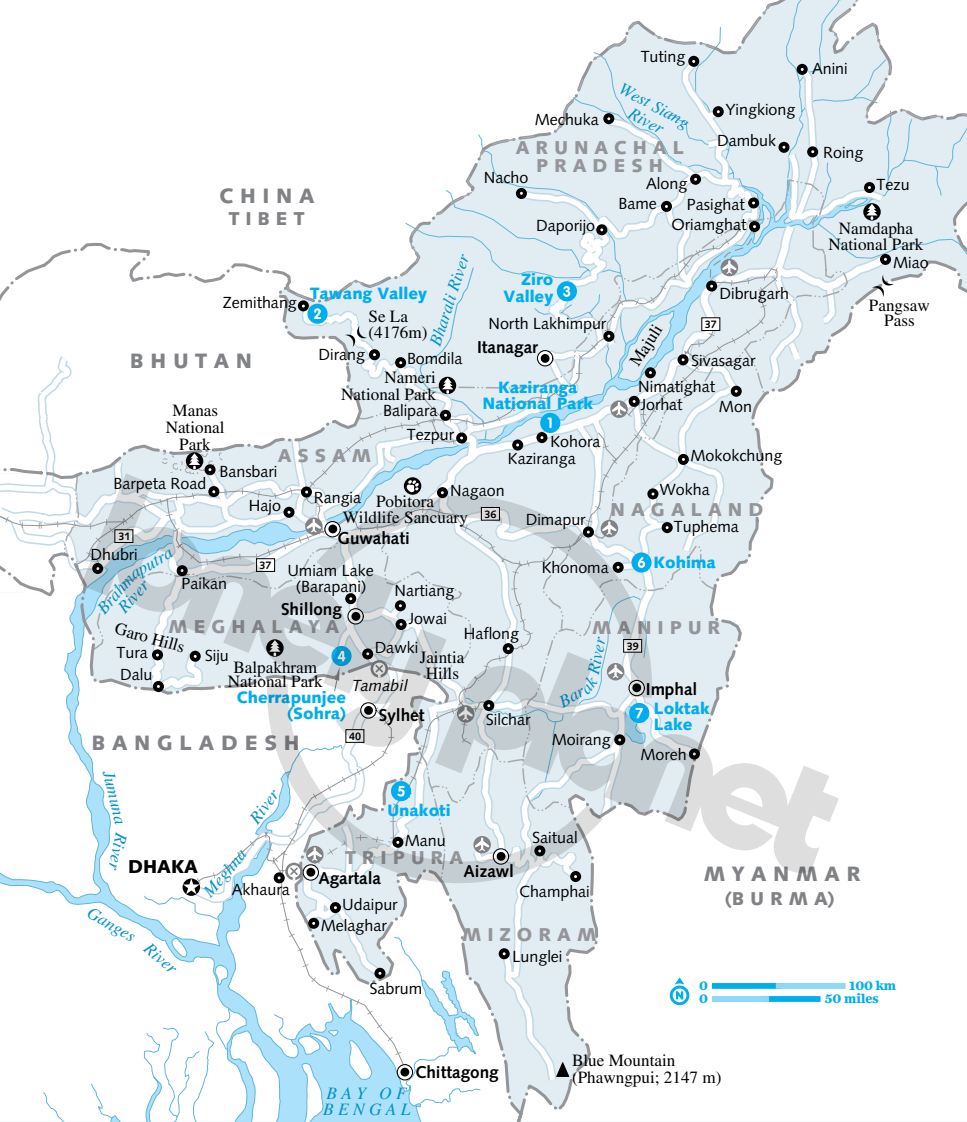 Tuting
Anini
West Siang
River
Yingkiong
Mechuka
Dambuk
ARUNACHAL
PRADESH
Roing
Nacho
Along
Tezu
CHINA
TIBET
Bame
Pasighat
Daporijo
Oriamghat
Namdapha
National Park
Miao
Bharali River
Ziro
Valley
3
Dibrugarh
Tawang Valley
Zemithang
2
Pangsaw
Pass
Se La
(4176m)
North Lakhimpur
37
Majuli
Itanagar
BHUTAN
Dirang
Bomdila
Sivasagar
Nameri
National Park
Kaziranga
National Park
Nimatighat
Jorhat
Mon
Manas
National
Park
Balipara
1
Tezpur
Kohora
Kaziranga
ASSAM
Mokokchung
Bansbari
Barpeta Road
Rangia
Pobitora
Wildlife Sancuary
Nagaon
Wokha
Hajo
36
NAGALAND
Dimapur
Tuphema
31
Guwahati
Dhubri
37
Khonoma
6
Kohima
Brahmaputra
River
Paikan
Umiam Lake
(Barapani)
Nartiang
Shillong
Jowai
MEGHALAYA
MANIPUR
Garo Hills
Haflong
39
Tura
Siju
Dawki
4
Jaintia
Hills
Balpakhram
National Park
Barak River
Dalu
Tamabil
Imphal
Cherrapunjee
(Sohra)
Sylhet
Silchar
7
Loktak
Lake
BANGLADESH
40
Moirang
Moreh
Jumuna River
5
Unakoti
River
Meghna
Manu
Saitual
DHAKA
TRIPURA
Aizawl
Akhaura
Agartala
Champhai
MYANMAR
(BURMA)
Udaipur
Ganges River
Melaghar
MIZORAM
Lunglei
Sabrum
0 100 km
N
0 50 miles
Blue Mountain
(Phawngpui; 2147 m)
Chittagong
BAY OF
BENGAL
lonely planet